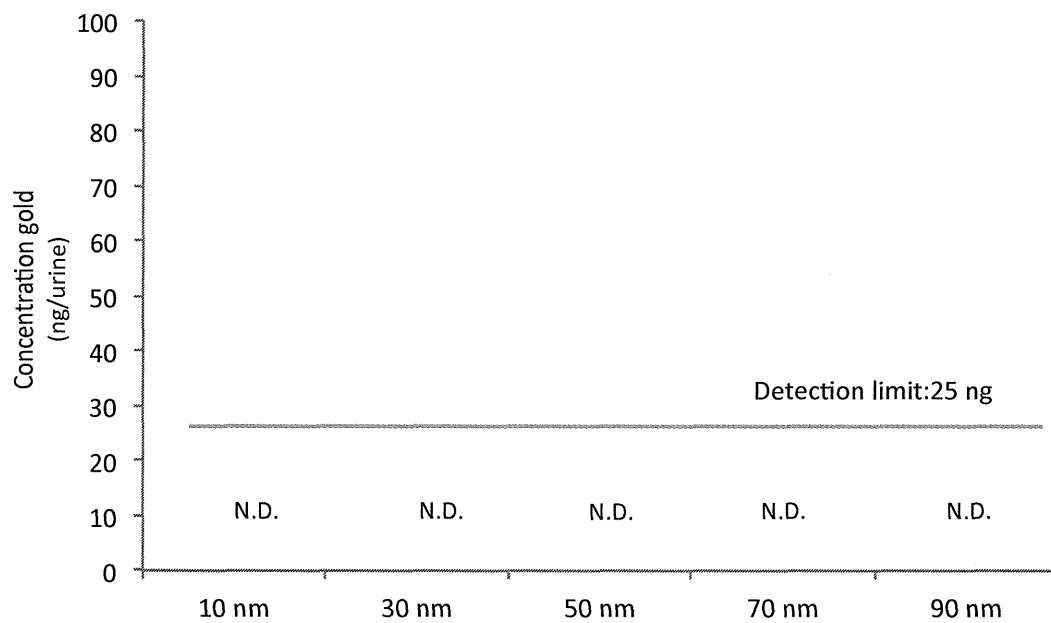 100
90
80
70
60
50
40
30
20
10
0
Concentration gold
(ng/urine)
Detection limit:25 ng
N.D. N.D. N.D. N.D. N.D.
10 nm 30 nm 50 nm 70 nm 90 nm